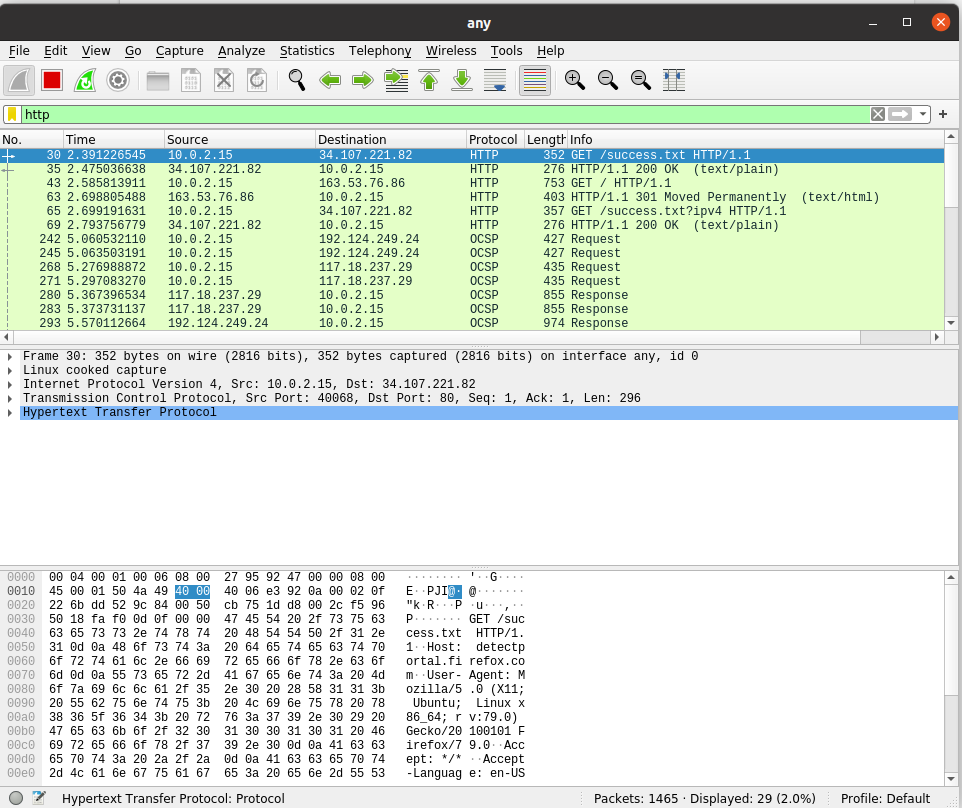 any
File Edit View Go Capture Analyze Statistics Telephony Wireless Tools Help
http
No. Time Source Destination Protocol Length Info
30 2.391226545 10.0.2.15 34.107.221.82 HTTP 352 GET /success.txt HTTP/1.1
35 2.475036638 34.107.221.82 10.0.2.15 HTTP 276 HTTP/1.1 200 OK (text/plain)
43 2.585813911 10.0.2.15 163.53.76.86 HTTP 753 GET / HTTP/1.1
63 2.698805488 163.53.76.86 10.0.2.15 HTTP 403 HTTP/1.1 301 Moved Permanently (text/html)
65 2.699191631 10.0.2.15 34.107.221.82 HTTP 357 GET /success.txt?ipv4 HTTP/1.1
69 2.793756779 34.107.221.82 10.0.2.15 HTTP 276 HTTP/1.1 200 OK (text/plain)
242 5.060532110 10.0.2.15 192.124.249.24 OCSP 427 Request
245 5.063503191 10.0.2.15 192.124.249.24 OCSP 427 Request
268 5.276988872 10.0.2.15 117.18.237.29 OCSP 435 Request
271 5.297083270 10.0.2.15 117.18.237.29 OCSP 435 Request
280 5.367396534 117.18.237.29 10.0.2.15 OCSP 855 Response
283 5.373731137 117.18.237.29 10.0.2.15 OCSP 855 Response
293 5.570112664 192.124.249.24 10.0.2.15 OCSP 974 Response
Frame 30: 352 bytes on wire (2816 bits), 352 bytes captured (2816 bits) on interface any, id 0
Linux cooked capture
Internet Protocol Version 4, Src: 10.0.2.15, Dst: 34.107.221.82
Transmission Control Protocol, Src Port: 40068, Dst Port: 80, Seq: 1, Ack: 1, Len: 296
Hypertext Transfer Protocol
0000 00 04 00 01 00 06 08 00 27 95 92 47 00 00 08 00 ········ '··G····
0010 45 00 01 50 4a 49 40 00 40 06 e3 92 0a 00 02 0f E··PJI@· @·······
0020 22 6b dd 52 9c 84 00 50 cb 75 1d d8 00 2c f5 96 "k·R···P ·u···,··
0030 50 18 fa f0 0d 0f 00 00 47 45 54 20 2f 73 75 63 P······· GET /suc
0040 63 65 73 73 2e 74 78 74 20 48 54 54 50 2f 31 2e cess.txt HTTP/1.
0050 31 0d 0a 48 6f 73 74 3a 20 64 65 74 65 63 74 70 1··Host: detectp
0060 6f 72 74 61 6c 2e 66 69 72 65 66 6f 78 2e 63 6f ortal.fi refox.co
0070 6d 0d 0a 55 73 65 72 2d 41 67 65 6e 74 3a 20 4d m··User- Agent: M
0080 6f 7a 69 6c 6c 61 2f 35 2e 30 20 28 58 31 31 3b ozilla/5 .0 (X11;
0090 20 55 62 75 6e 74 75 3b 20 4c 69 6e 75 78 20 78 Ubuntu; Linux x
00a0 38 36 5f 36 34 3b 20 72 76 3a 37 39 2e 30 29 20 86_64; r v:79.0)
00b0 47 65 63 6b 6f 2f 32 30 31 30 30 31 30 31 20 46 Gecko/20 100101 F
00c0 69 72 65 66 6f 78 2f 37 39 2e 30 0d 0a 41 63 63 irefox/7 9.0··Acc
00d0 65 70 74 3a 20 2a 2f 2a 0d 0a 41 63 63 65 70 74 ept: */* ··Accept
00e0 2d 4c 61 6e 67 75 61 67 65 3a 20 65 6e 2d 55 53 -Languag e: en-US
Hypertext Transfer Protocol: Protocol Packets: 1465 · Displayed: 29 (2.0%) Profile: Default